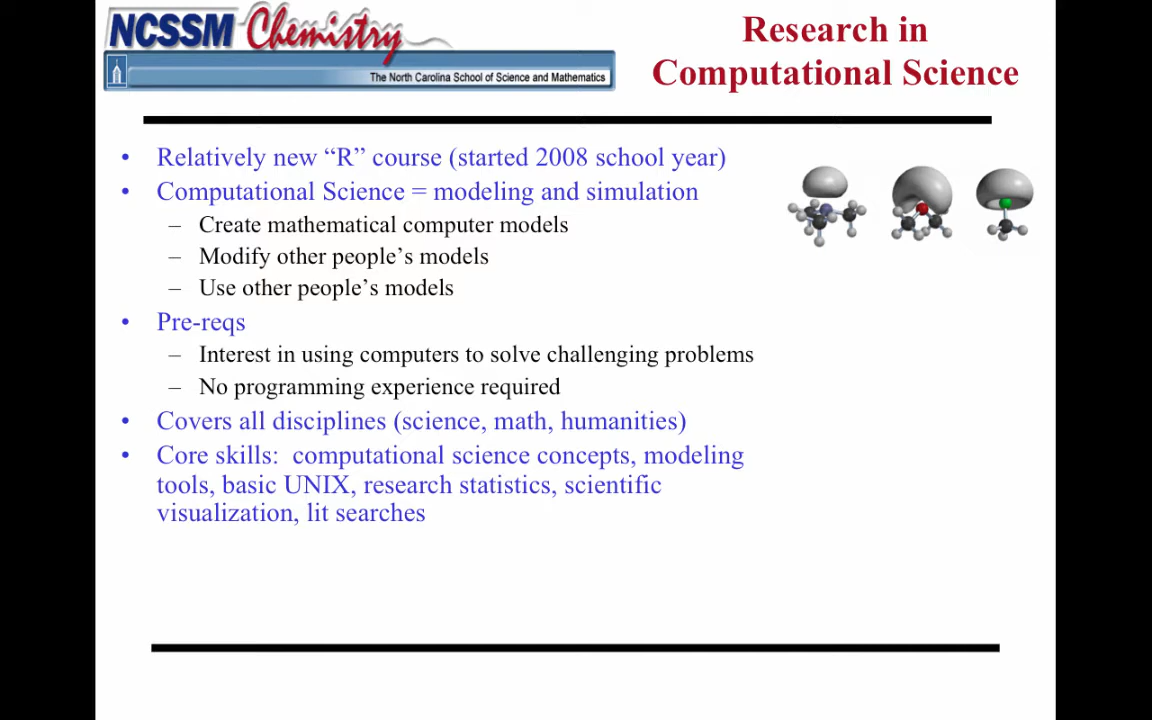 NCSSM Chemistry
The North Carolina School of Science and Mathematics
Research in
Computational Science
• Relatively new “R” course (started 2008 school year)
• Computational Science = modeling and simulation
– Create mathematical computer models
– Modify other people’s models
– Use other people’s models
• Pre-reqs
– Interest in using computers to solve challenging problems
– No programming experience required
• Covers all disciplines (science, math, humanities)
• Core skills:  computational science concepts, modeling
tools, basic UNIX, research statistics, scientific
visualization, lit searches